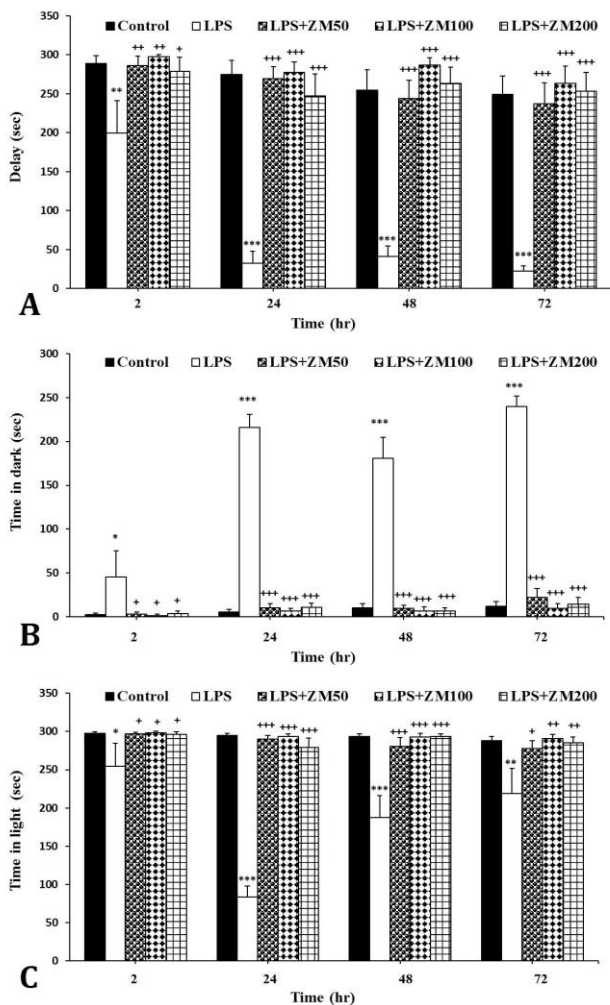 Control LPS LPS+ZM50 LPS+ZM100 LPS+ZM200
350
300
250
200
150
100
50
0
Delay (sec)
** ++ ++ + *** +++ +++ +++ *** +++ +++ +++ *** +++ +++ +++
2 24 48 72
Time (hr)
A
Control LPS LPS+ZM50 LPS+ZM100 LPS+ZM200
300
250
200
150
100
50
0
Time in dark (sec)
* + + + *** +++ +++ +++ *** +++ +++ +++ *** +++ +++ +++
2 24 48 72
Time (hr)
B
Control LPS LPS+ZM50 LPS+ZM100 LPS+ZM200
350
300
250
200
150
100
50
0
Time in light (sec)
* + + + *** +++ +++ +++ *** +++ +++ +++ ** + ++ ++
2 24 48 72
Time (hr)
C